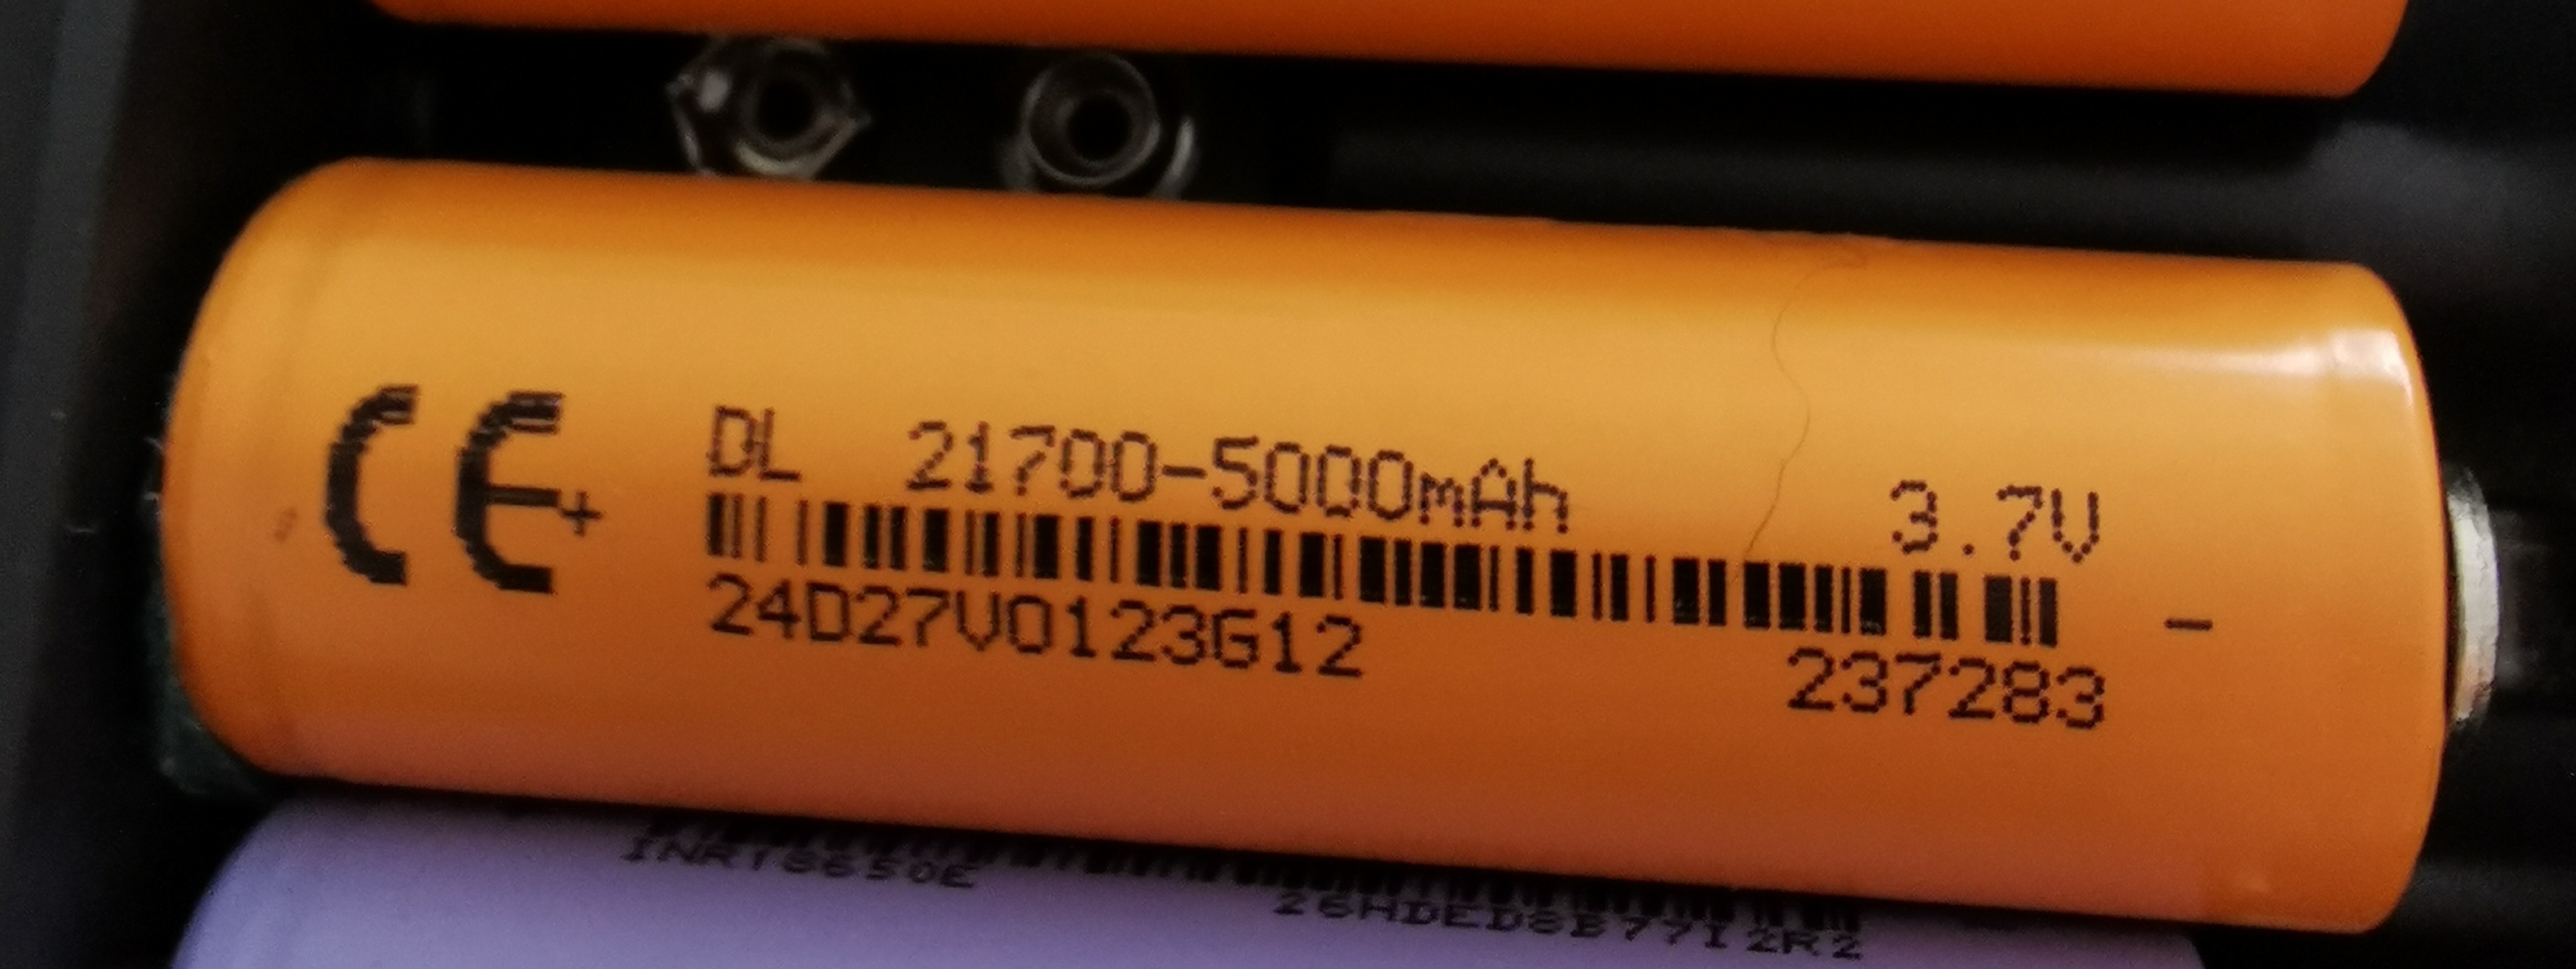 CE+
DL 21700-5000mAh 3.7V
-
24D27V0123G12 237283
INR18650E
26HDED8B77I2R2